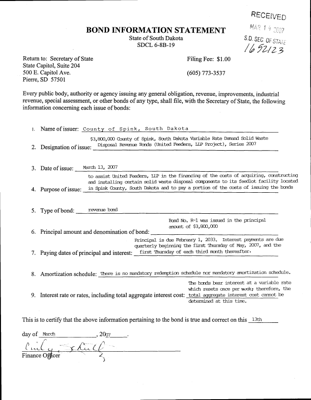 RECEIVED
BOND INFORMATION STATEMENT
State of South Dakota
SDCL 6-8B-19
S.D. SEC OF STATE
1652123
Return to: Secretary of State
Filing Fee: $1.00
State Capitol, Suite 204
500 E. Capitol Ave.
(605) 773-3537
Pierre, SD 57501
Every public body, authority or agency issuing any general obligation, revenue, improvements, industrial
revenue, special assessment, or other bonds of any type, shall file, with the Secretary of State, the following
information concerning each issue of bonds:
1. Name of issuer: County of Spink, South Dakota
$3,800,000 County of Spink, South Dakota Variable Rate Demand Solid Waste
2. Designation of issue: Disposal Revenue Bonds (United Feeders, LLP Project), Series 2007
3. Date of issue: March 13, 2007
to assist United Feeders, LLP in the financing of the costs of acquiring, constructing
and installing certain solid waste disposal components to its feedlot facility located
4. Purpose of issue: in Spink County, South Dakota and to pay a portion of the costs of issuing the bonds
5. Type of bond: revenue bond
Bond No. R-1 was issued in the principal
amount of $3,800,000
6. Principal amount and denomination of bond:
Principal is due February 1, 2033. Interest payments are due
quarterly beginning the first Thursday of May, 2007, and the
7. Paying dates of principal and interest: first Thursday of each third month thereafter.
8. Amortization schedule: There is no mandatory redemption schedule nor mandatory amortization schedule.
The bonds bear interest at a variable rate
which resets once per week; therefore, the
9. Interest rate or rates, including total aggregate interest cost: total aggregate interest cost cannot be
determined at this time.
This is to certify that the above information pertaining to the bond is true and correct on this 13th
day of March, 2007.
Finance Officer